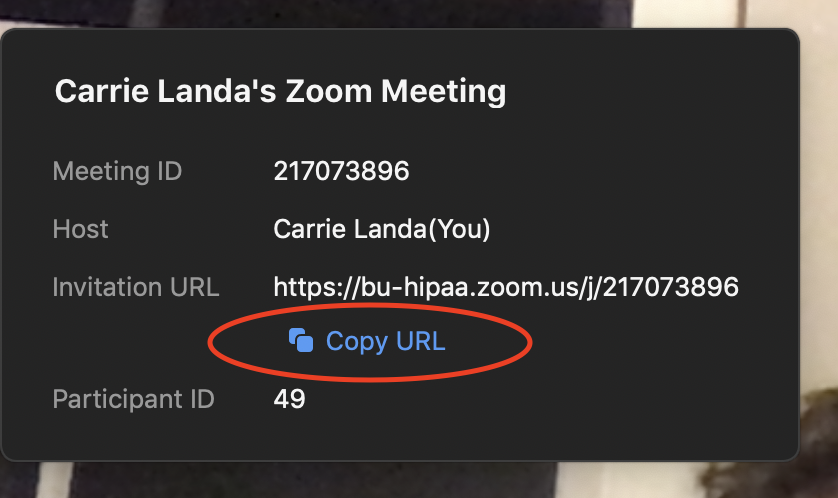 Carrie Landa's Zoom Meeting
Meeting ID 217073896
Host Carrie Landa(You)
Invitation URL https://bu-hipaa.zoom.us/j/217073896
Copy URL
Participant ID 49